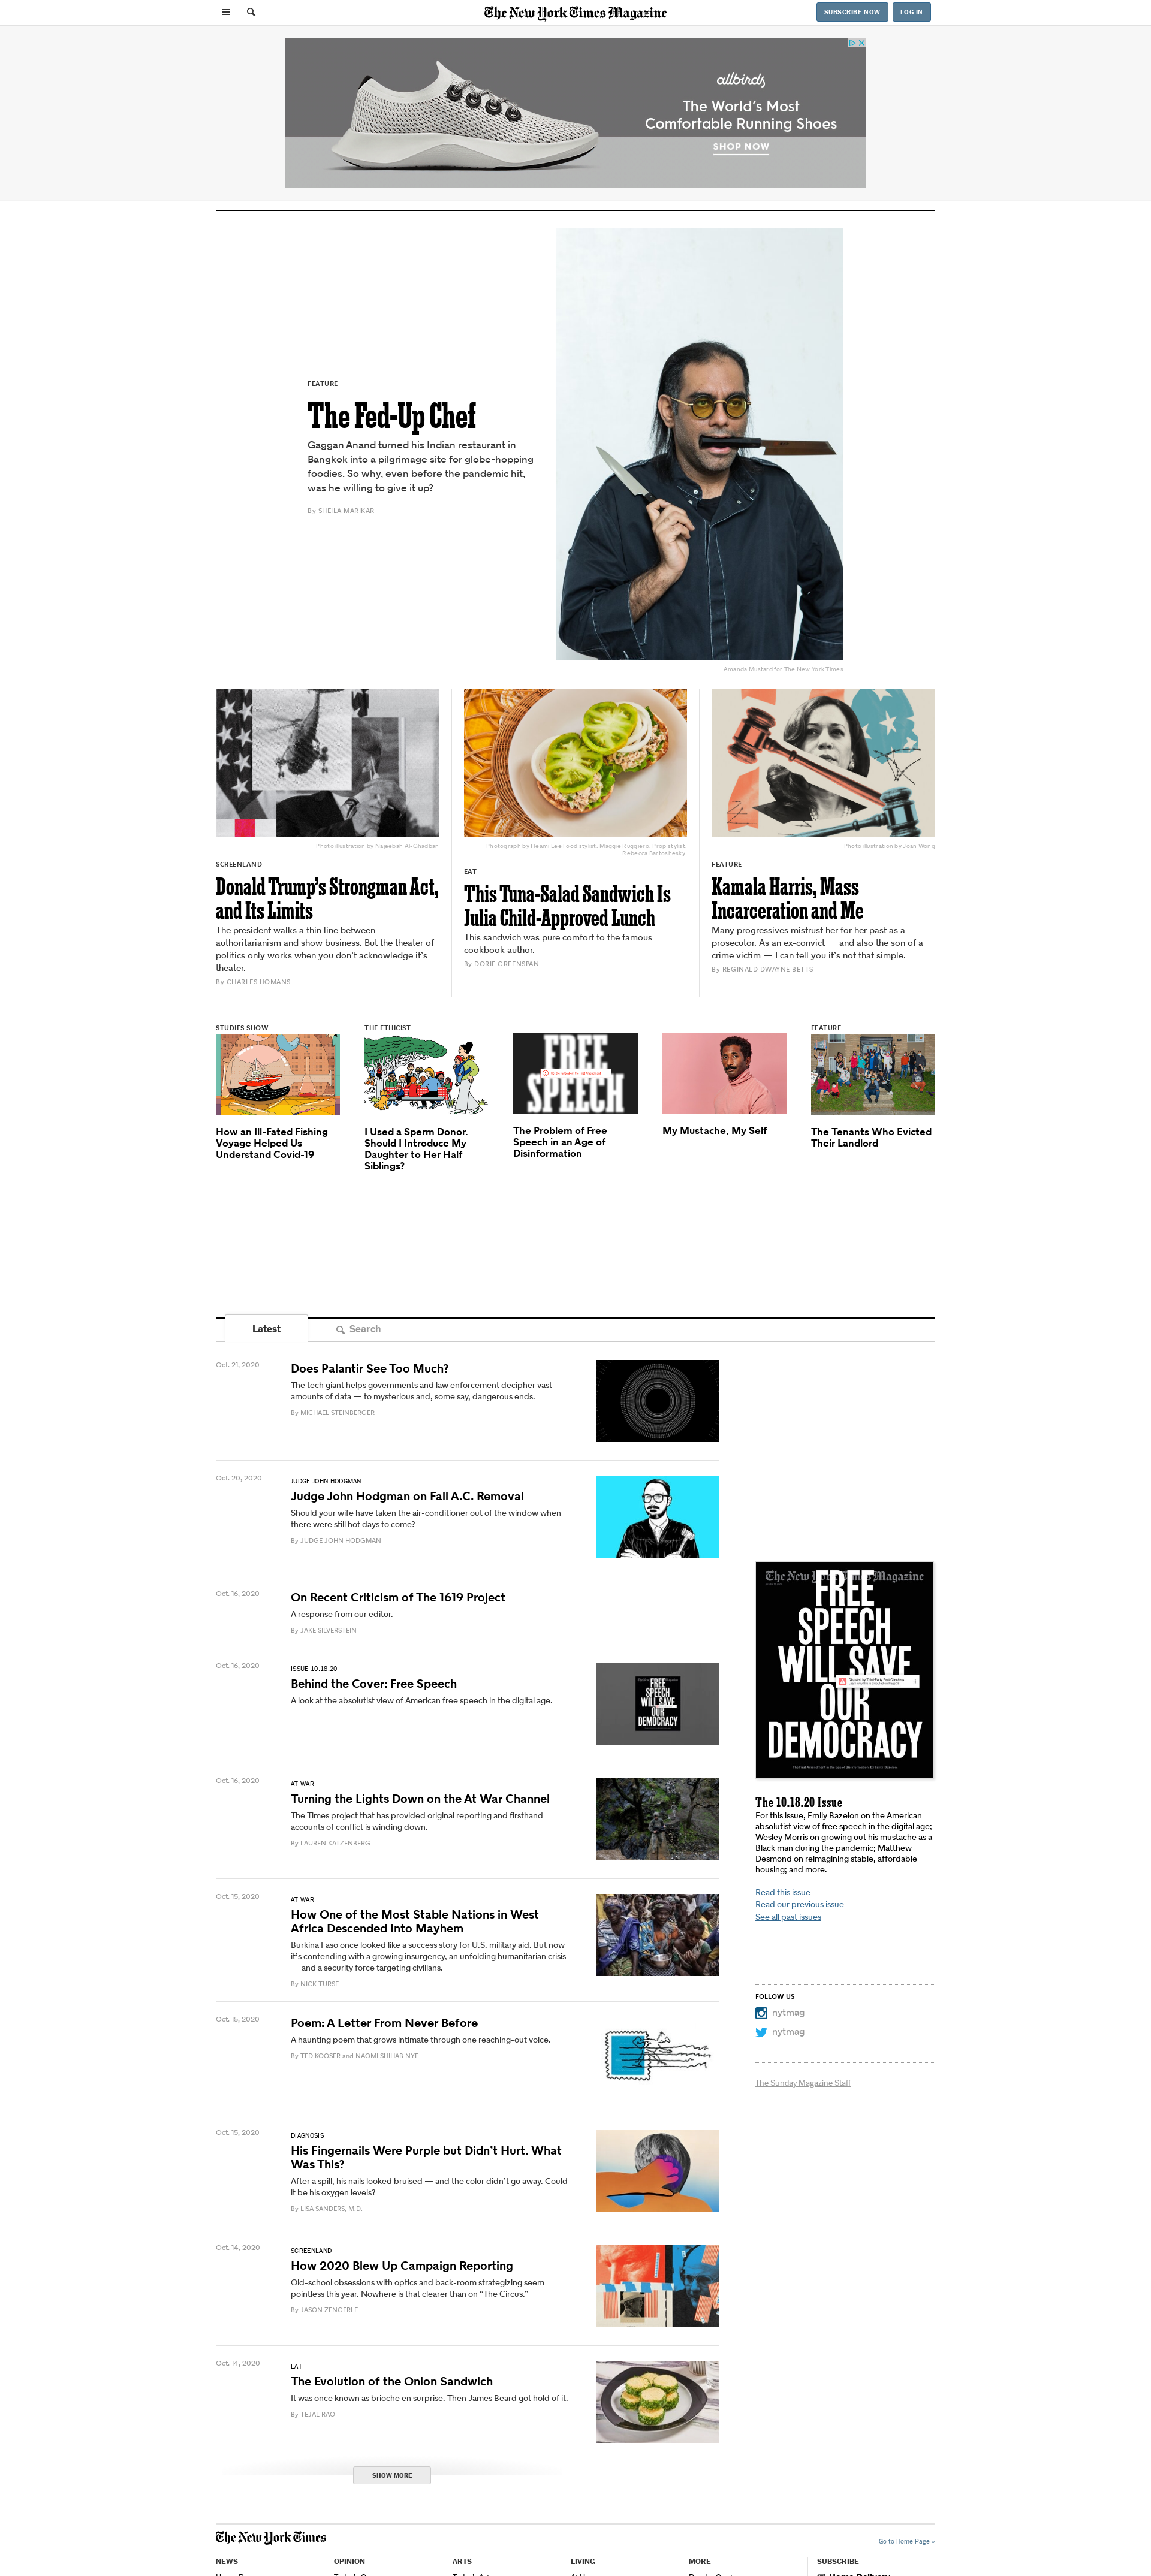 The New York Times Magazine
SUBSCRIBE NOW
LOG IN
allbirds
The World's Most
Comfortable Running Shoes
SHOP NOW
FEATURE
The Fed-Up Chef
Gaggan Anand turned his Indian restaurant in
Bangkok into a pilgrimage site for globe-hopping
foodies. So why, even before the pandemic hit,
was he willing to give it up?
By SHEILA MARIKAR
Amanda Mustard for The New York Times
Photo illustration by Najeebah Al-Ghadban
SCREENLAND
Donald Trump's Strongman Act,
and Its Limits
The president walks a thin line between
authoritarianism and show business. But the theater of
politics only works when you don't acknowledge it's
theater.
By CHARLES HOMANS
Photograph by Heami Lee Food stylist: Maggie Ruggiero. Prop stylist:
Rebecca Bartoshesky.
EAT
This Tuna-Salad Sandwich Is
Julia Child-Approved Lunch
This sandwich was pure comfort to the famous
cookbook author.
By DORIE GREENSPAN
Photo illustration by Joan Wong
FEATURE
Kamala Harris, Mass
Incarceration and Me
Many progressives mistrust her for her past as a
prosecutor. As an ex-convict — and also the son of a
crime victim — I can tell you it's not that simple.
By REGINALD DWAYNE BETTS
STUDIES SHOW
How an Ill-Fated Fishing
Voyage Helped Us
Understand Covid-19
THE ETHICIST
I Used a Sperm Donor.
Should I Introduce My
Daughter to Her Half
Siblings?
FREE
SPEECH
The Problem of Free
Speech in an Age of
Disinformation
My Mustache, My Self
FEATURE
The Tenants Who Evicted
Their Landlord
Latest
Search
Oct. 21, 2020
Does Palantir See Too Much?
The tech giant helps governments and law enforcement decipher vast
amounts of data — to mysterious and, some say, dangerous ends.
By MICHAEL STEINBERGER
Oct. 20, 2020
JUDGE JOHN HODGMAN
Judge John Hodgman on Fall A.C. Removal
Should your wife have taken the air-conditioner out of the window when
there were still hot days to come?
By JUDGE JOHN HODGMAN
Oct. 16, 2020
On Recent Criticism of The 1619 Project
A response from our editor.
By JAKE SILVERSTEIN
Oct. 16, 2020
ISSUE 10.18.20
Behind the Cover: Free Speech
A look at the absolutist view of American free speech in the digital age.
FREE
SPEECH
WILL SAVE
OUR
DEMOCRACY
Oct. 16, 2020
AT WAR
Turning the Lights Down on the At War Channel
The Times project that has provided original reporting and firsthand
accounts of conflict is winding down.
By LAUREN KATZENBERG
Oct. 15, 2020
AT WAR
How One of the Most Stable Nations in West
Africa Descended Into Mayhem
Burkina Faso once looked like a success story for U.S. military aid. But now
it's contending with a growing insurgency, an unfolding humanitarian crisis
— and a security force targeting civilians.
By NICK TURSE
Oct. 15, 2020
Poem: A Letter From Never Before
A haunting poem that grows intimate through one reaching-out voice.
By TED KOOSER and NAOMI SHIHAB NYE
Oct. 15, 2020
DIAGNOSIS
His Fingernails Were Purple but Didn't Hurt. What
Was This?
After a spill, his nails looked bruised — and the color didn't go away. Could
it be his oxygen levels?
By LISA SANDERS, M.D.
Oct. 14, 2020
SCREENLAND
How 2020 Blew Up Campaign Reporting
Old-school obsessions with optics and back-room strategizing seem
pointless this year. Nowhere is that clearer than on "The Circus."
By JASON ZENGERLE
Oct. 14, 2020
EAT
The Evolution of the Onion Sandwich
It was once known as brioche en surprise. Then James Beard got hold of it.
By TEJAL RAO
SHOW MORE
The New York Times Magazine
FREE
SPEECH
WILL SAVE
OUR
DEMOCRACY
The 10.18.20 Issue
For this issue, Emily Bazelon on the American
absolutist view of free speech in the digital age;
Wesley Morris on growing out his mustache as a
Black man during the pandemic; Matthew
Desmond on reimagining stable, affordable
housing; and more.
Read this issue
Read our previous issue
See all past issues
FOLLOW US
nytmag
nytmag
The Sunday Magazine Staff
The New York Times
Go to Home Page »
NEWS
OPINION
ARTS
LIVING
MORE
SUBSCRIBE